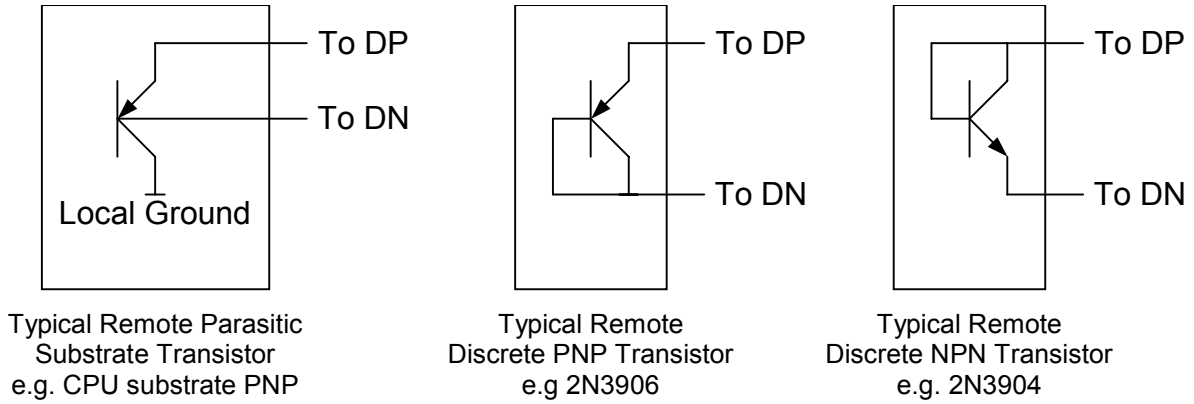 To DP
To DN
Local Ground
Typical Remote Parasitic
Substrate Transistor
e.g. CPU substrate PNP
To DP
To DN
Typical Remote
Discrete PNP Transistor
e.g 2N3906
To DP
To DN
Typical Remote
Discrete NPN Transistor
e.g. 2N3904